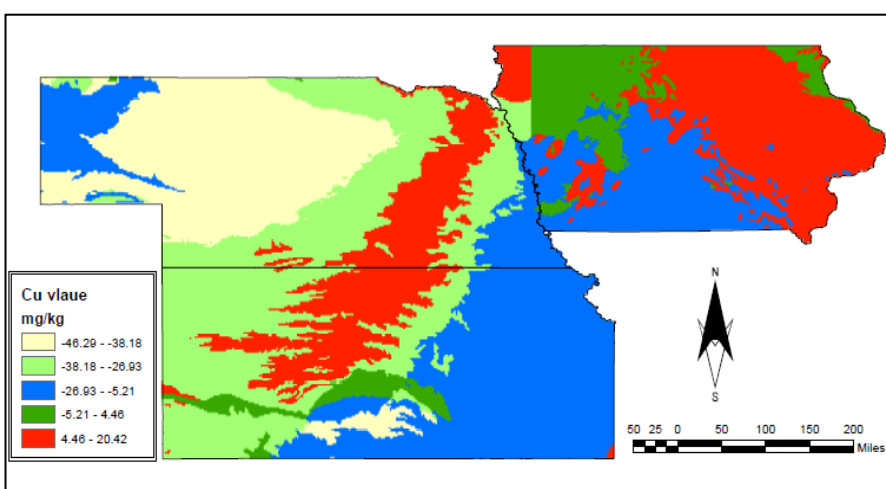 Cu vlaue
mg/kg
-46.29 - -38.18
-38.18 - -26.93
-26.93 - -5.21
-5.21 - 4.46
4.46 - 20.42
N
S
50 25 0 50 100 150 200
Miles